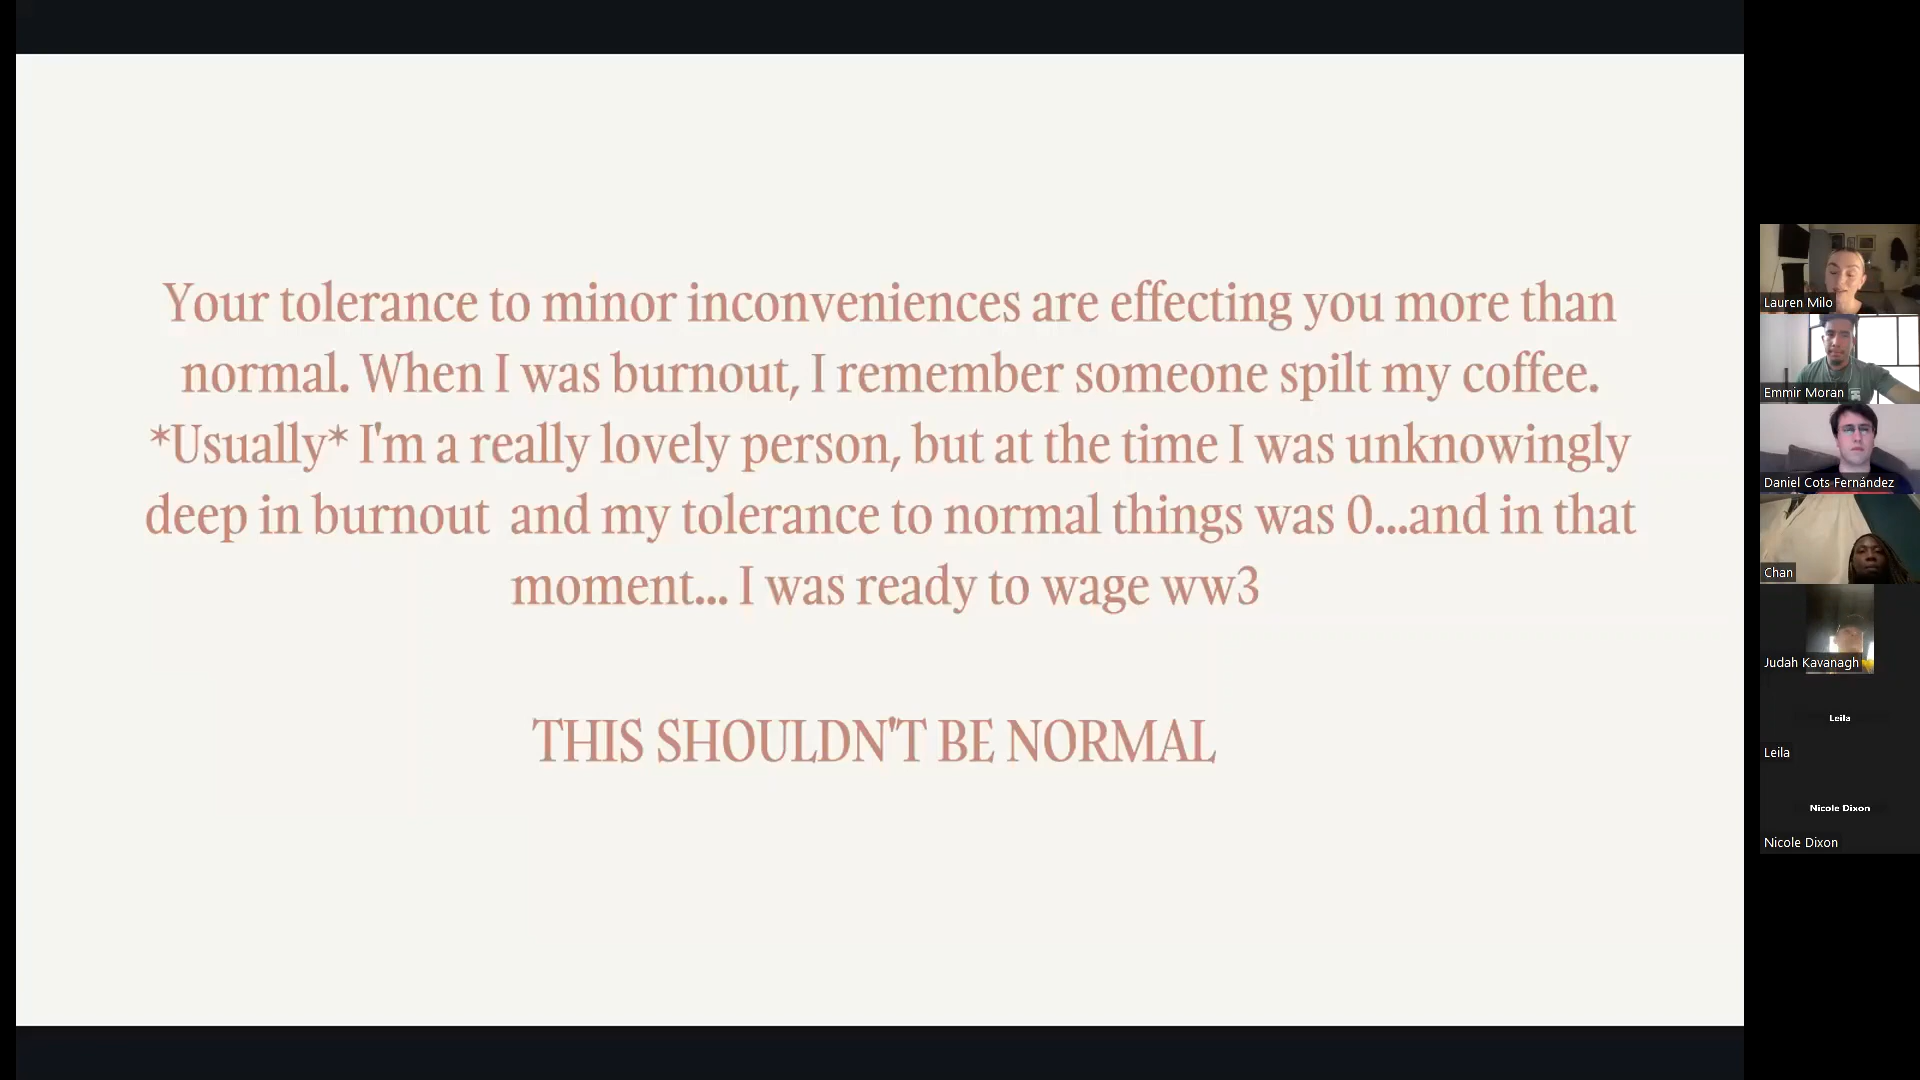 Your tolerance to minor inconveniences are effecting you more than
normal. When I was burnout, I remember someone spilt my coffee.
*Usually* I'm a really lovely person, but at the time I was unknowingly
deep in burnout  and my tolerance to normal things was 0...and in that
moment... I was ready to wage ww3
THIS SHOULDN'T BE NORMAL
Lauren Milo
Emmir Moran
Daniel Cots Fernández
Chan
Judah Kavanagh
Leila
Leila
Nicole Dixon
Nicole Dixon